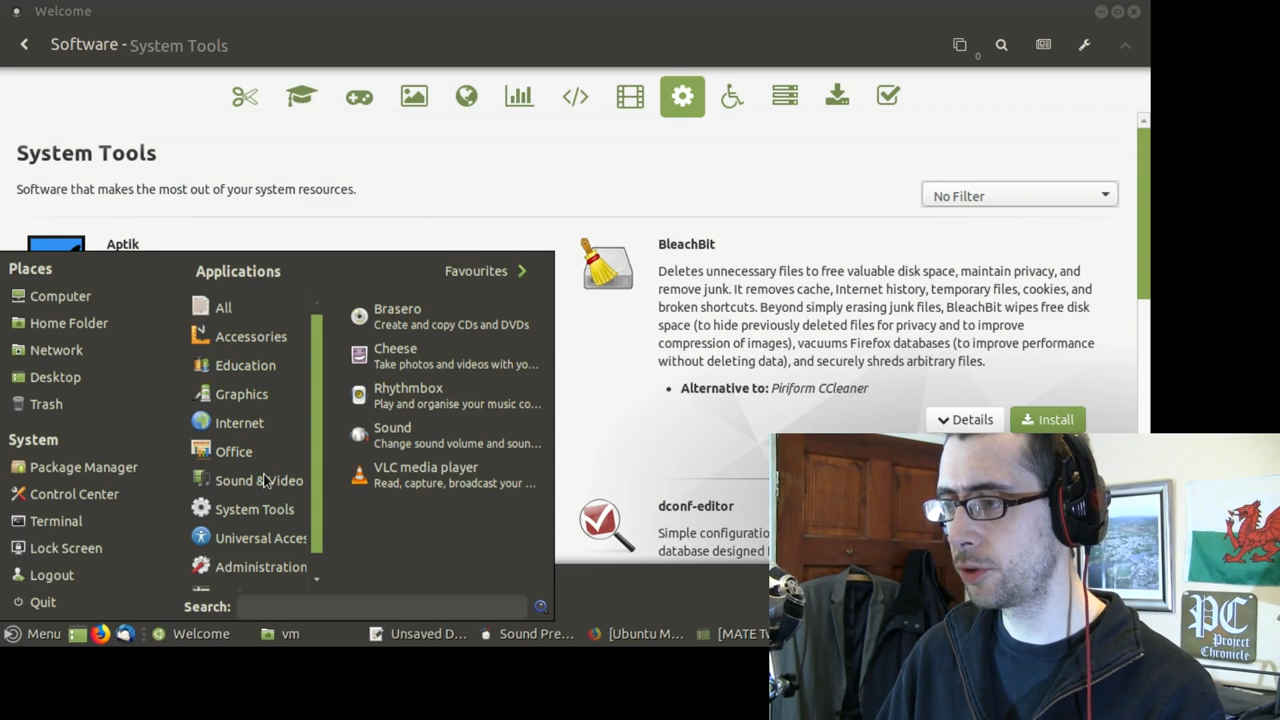 Welcome
Software - System Tools
0
System Tools
Software that makes the most out of your system resources.
No Filter
Aptik
BleachBit
Deletes unnecessary files to free valuable disk space, maintain privacy, and
remove junk. It removes cache, Internet history, temporary files, cookies, and
broken shortcuts. Beyond simply erasing junk files, BleachBit wipes free disk
space (to hide previously deleted files for privacy and to improve
compression of images), vacuums Firefox databases (to improve performance
without deleting data), and securely shreds arbitrary files.
• Alternative to: Piriform CCleaner
Details
Install
dconf-editor
Simple configuratio
database designed
Places
Computer
Home Folder
Network
Desktop
Trash
System
Package Manager
Control Center
Terminal
Lock Screen
Logout
Quit
Applications
All
Accessories
Education
Graphics
Internet
Office
Sound & Video
System Tools
Universal Acces
Administration
Favourites
Brasero
Create and copy CDs and DVDs
Cheese
Take photos and videos with yo...
Rhythmbox
Play and organise your music co...
Sound
Change sound volume and soun...
VLC media player
Read, capture, broadcast your ...
Search:
Menu
Welcome
vm
Unsaved D...
Sound Pre...
[Ubuntu M...
[MATE Tw
PC
Project
Chronicle